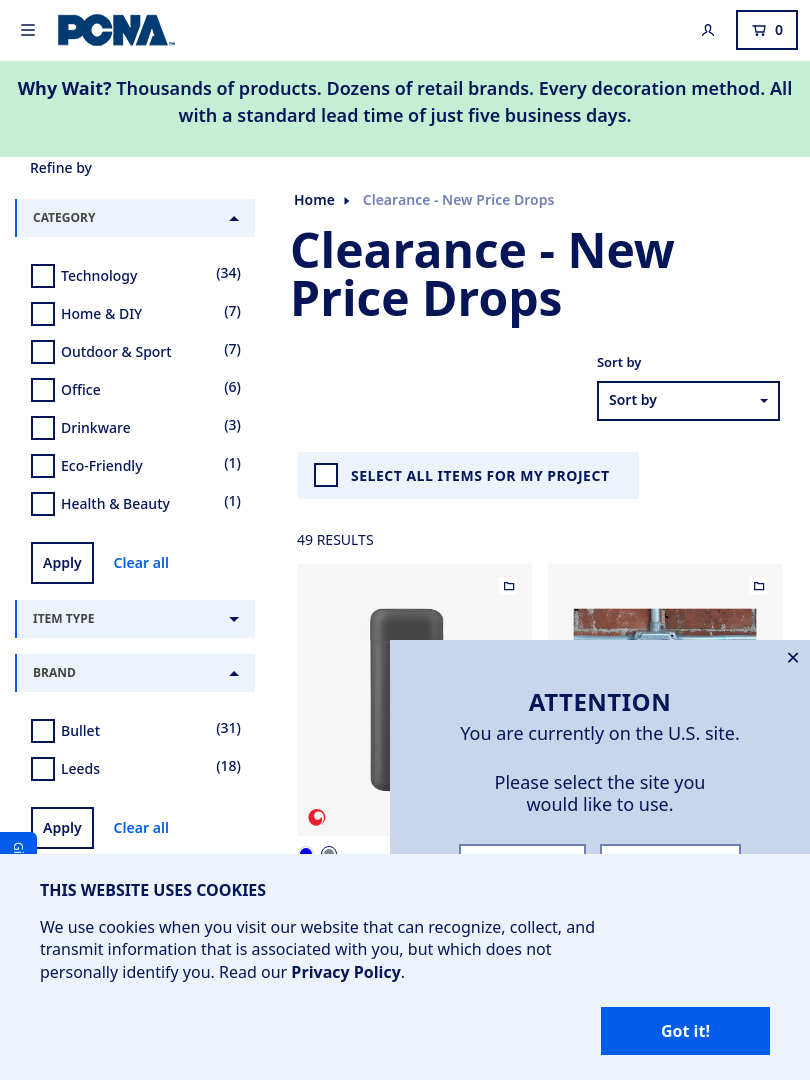 PCNA
0
Why Wait? Thousands of products. Dozens of retail brands. Every decoration method. All
with a standard lead time of just five business days.
Refine by
CATEGORY
Technology (34)
Home & DIY (7)
Outdoor & Sport (7)
Office (6)
Drinkware (3)
Eco-Friendly (1)
Health & Beauty (1)
Apply Clear all
ITEM TYPE
BRAND
Bullet (31)
Leeds (18)
Apply Clear all
Home Clearance - New Price Drops
Clearance - New
Price Drops
Sort by
Sort by
SELECT ALL ITEMS FOR MY PROJECT
49 RESULTS
ATTENTION
You are currently on the U.S. site.
Please select the site you
would like to use.
THIS WEBSITE USES COOKIES
We use cookies when you visit our website that can recognize, collect, and
transmit information that is associated with you, but which does not
personally identify you. Read our Privacy Policy.
Got it!